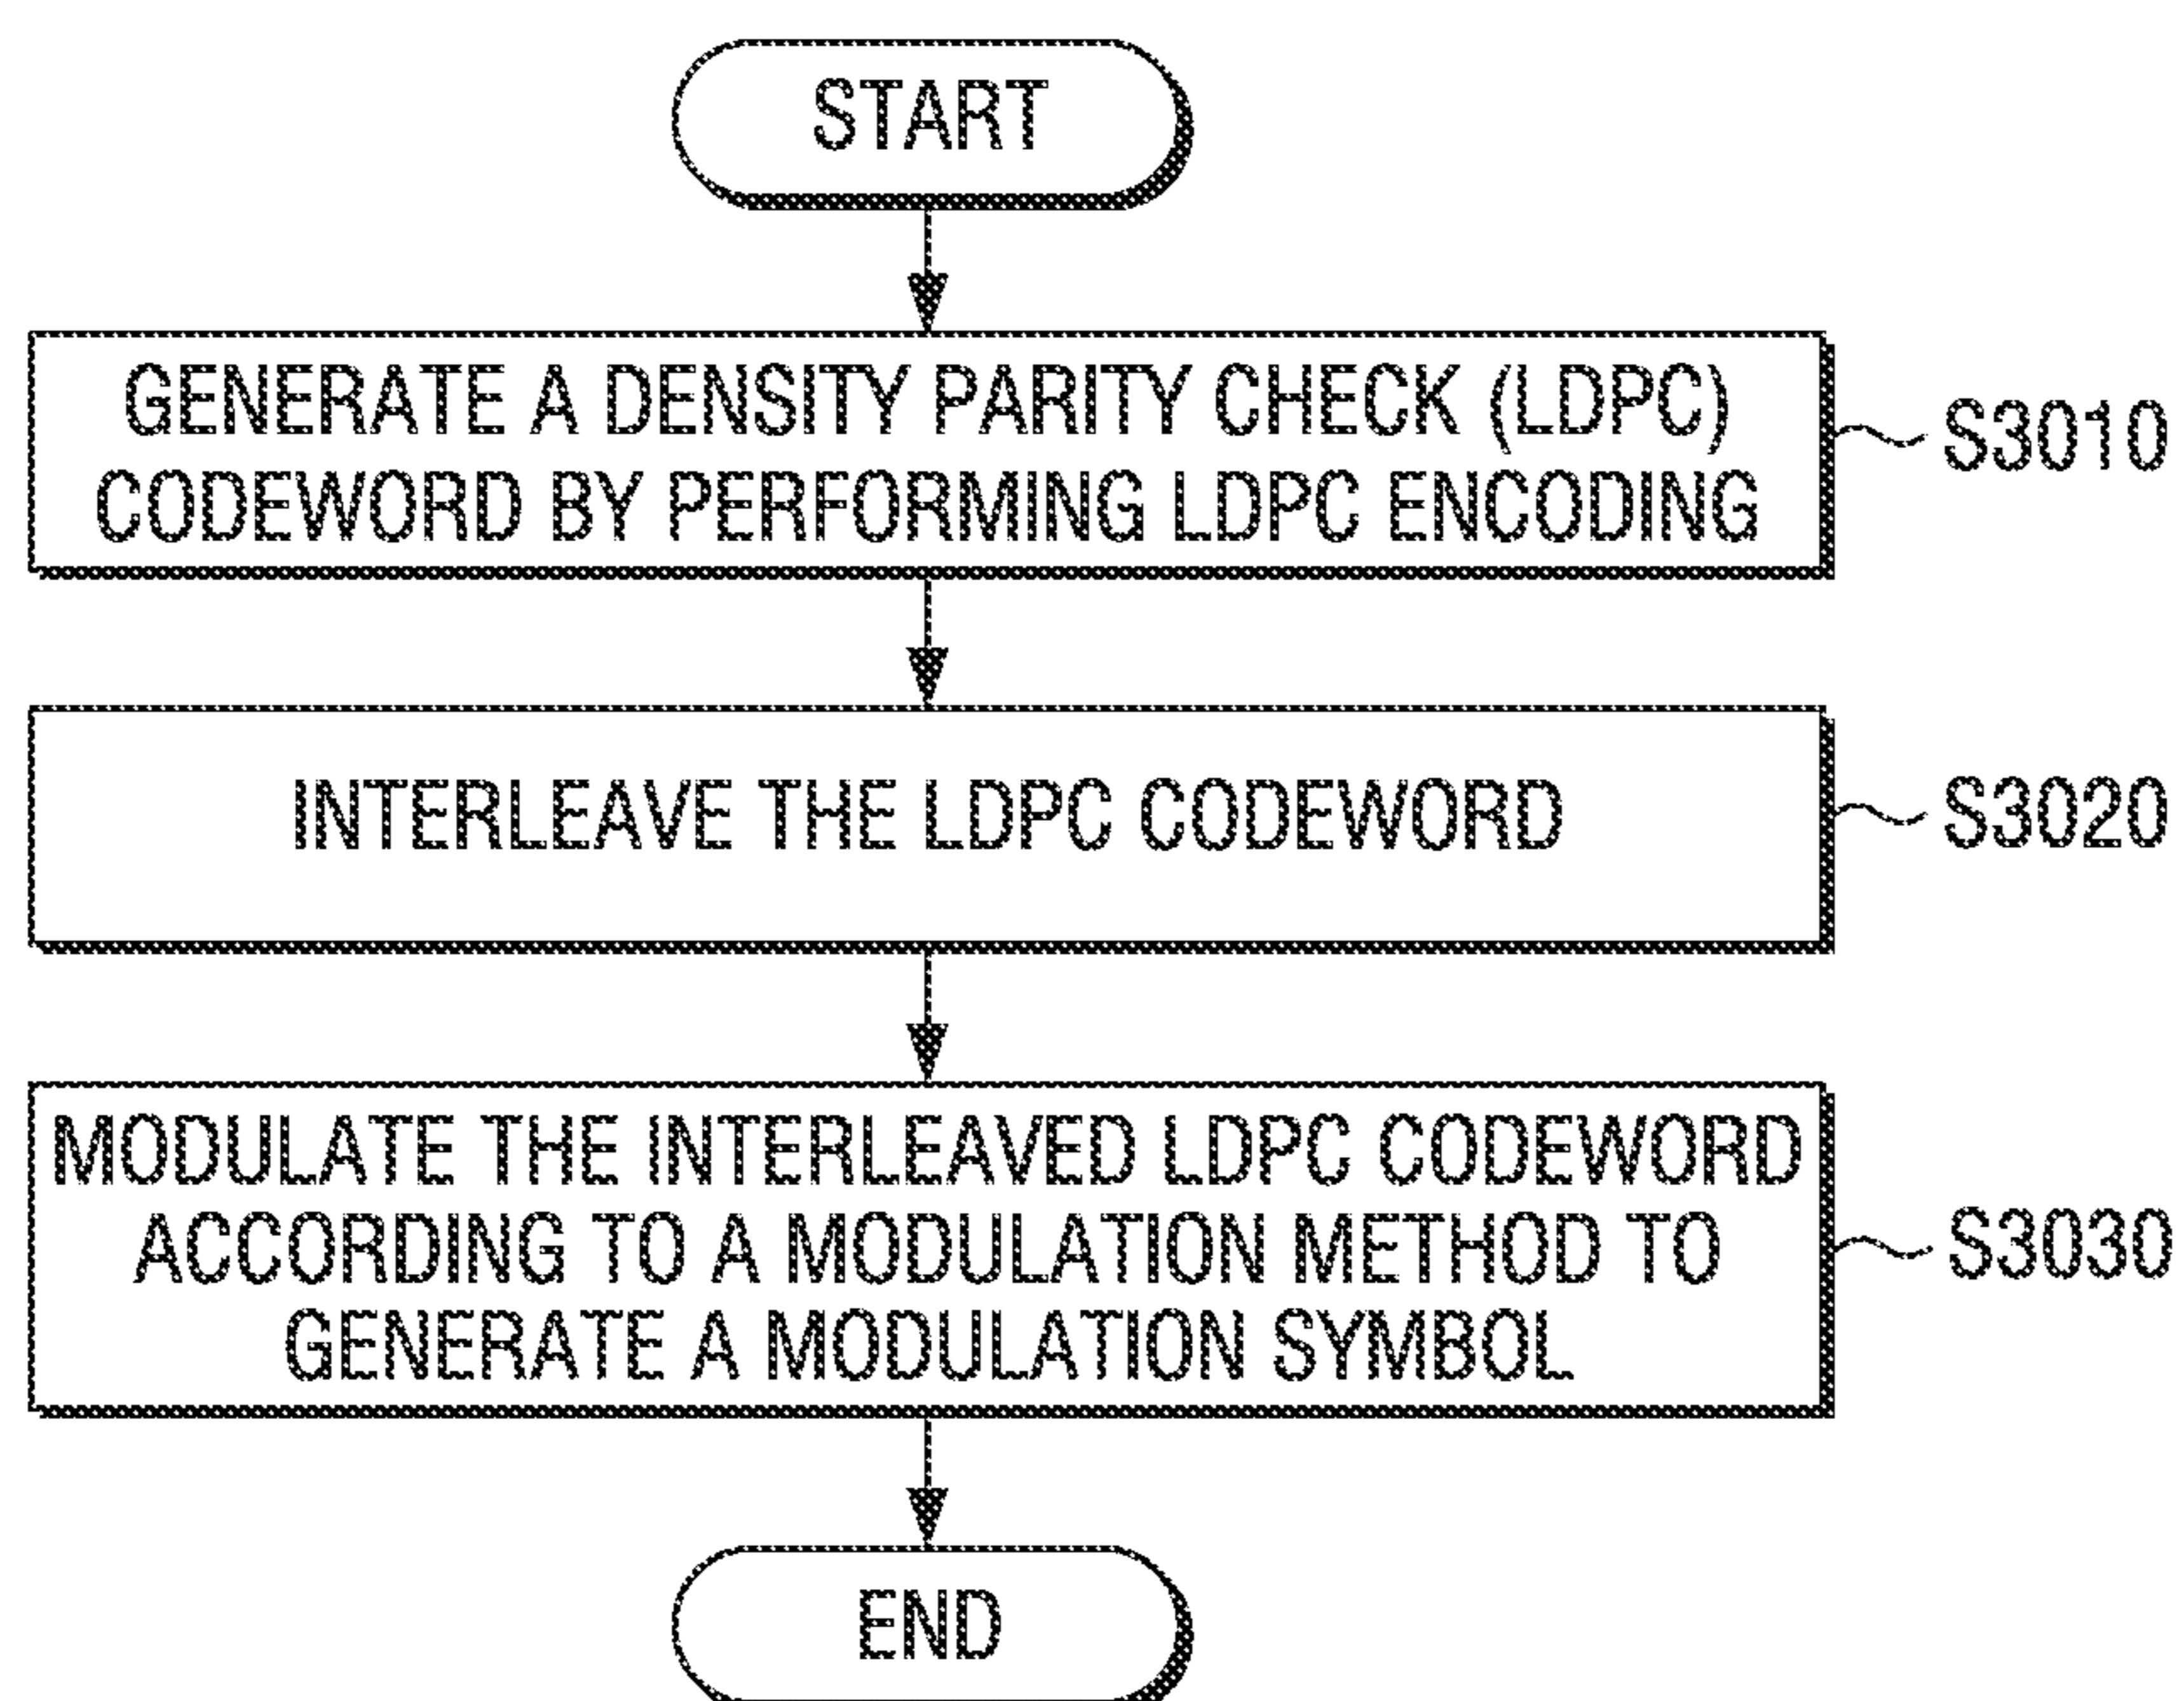 START
GENERATE A DENSITY PARITY CHECK (LDPC)
CODEWORD BY PERFORMING LDPC ENCODING
S3010
INTERLEAVE THE LDPC CODEWORD
S3020
MODULATE THE INTERLEAVED LDPC CODEWORD
ACCORDING TO A MODULATION METHOD TO
GENERATE A MODULATION SYMBOL
S3030
END